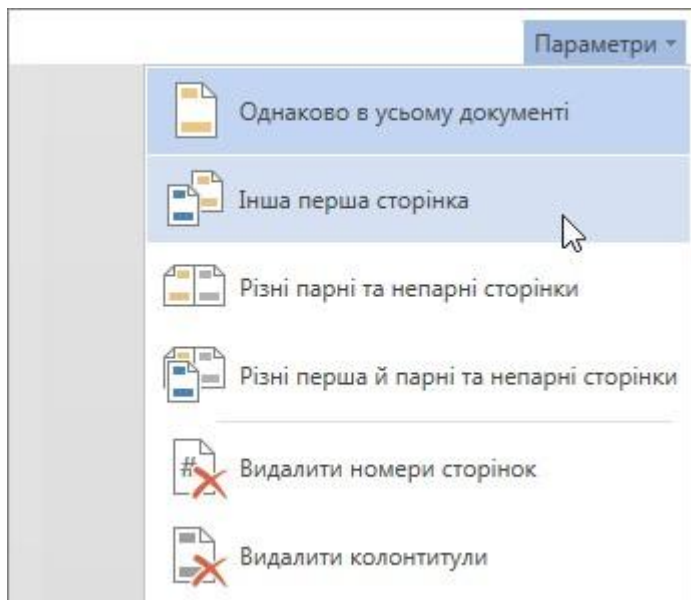 Параметри
Однаково в усьому документі
Інша перша сторінка
Різні парні та непарні сторінки
Різні перша й парні та непарні сторінки
#
Видалити номери сторінок
Видалити колонтитули